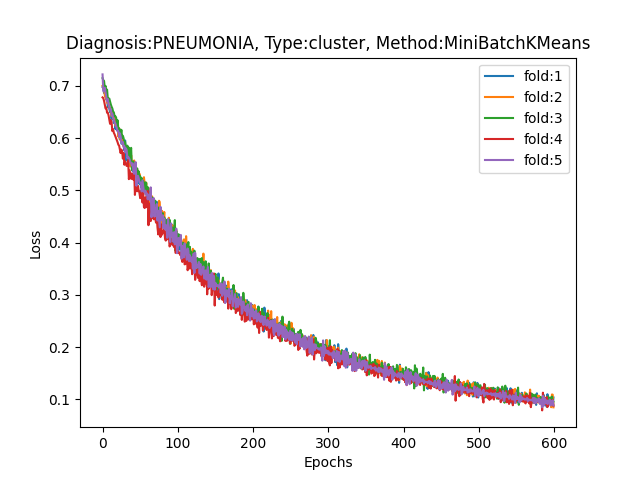 Diagnosis:PNEUMONIA, Type:cluster, Method:MiniBatchKMeans
fold:1
fold:2
fold:3
fold:4
fold:5
Loss
0.7
0.6
0.5
0.4
0.3
0.2
0.1
0 100 200 300 400 500 600
Epochs